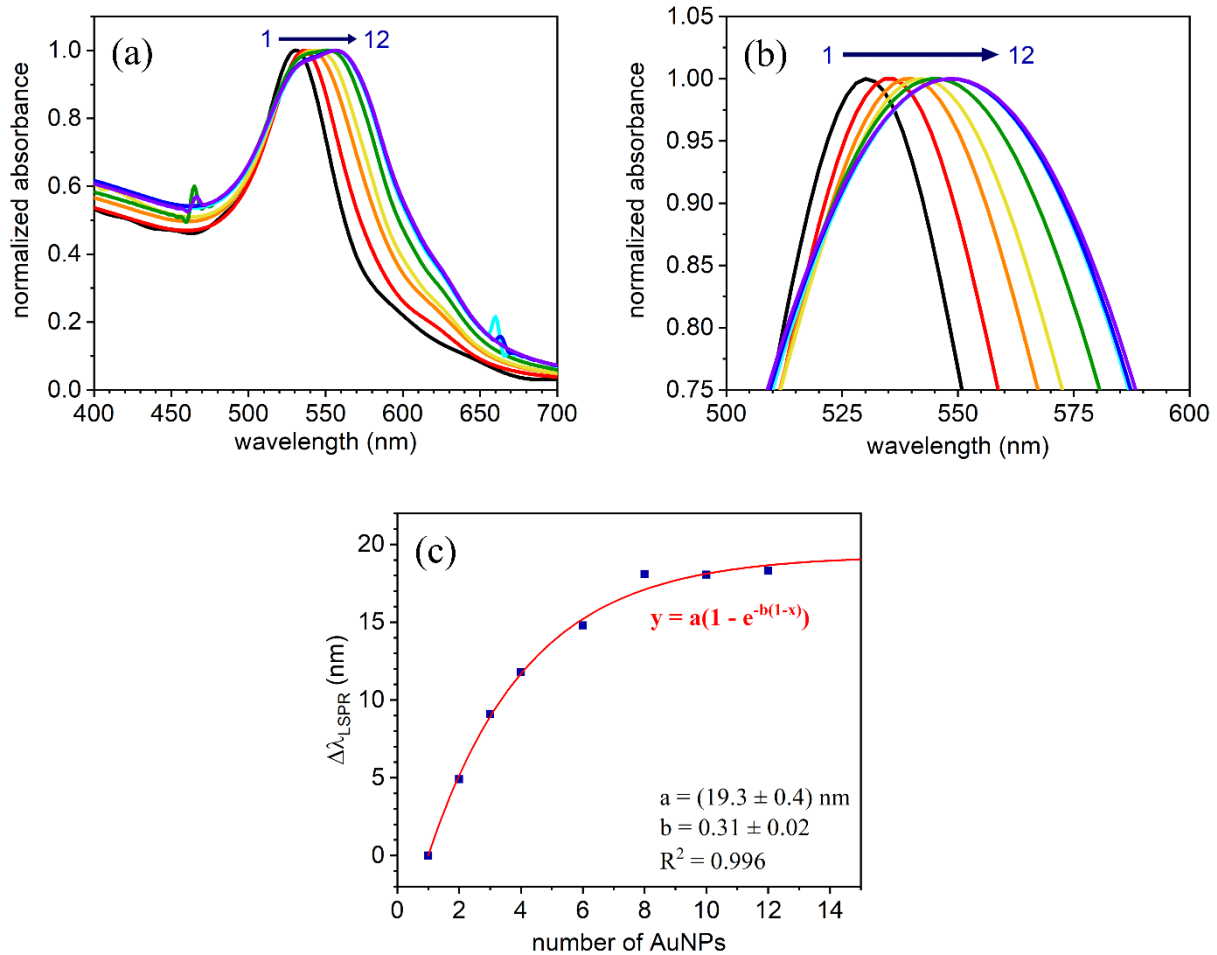 (a)
1 12
1.0
0.8
0.6
0.4
0.2
0.0
normalized absorbance
400 450 500 550 600 650 700
wavelength (nm)
(b)
1 12
1.05
1.00
0.95
0.90
0.85
0.80
0.75
normalized absorbance
500 525 550 575 600
wavelength (nm)
(c)
20
15
10
5
0
ΔλLSPR (nm)
y = a(1 - e^-b(1-x))
a = (19.3 ± 0.4) nm
b = 0.31 ± 0.02
R² = 0.996
0 2 4 6 8 10 12 14
number of AuNPs